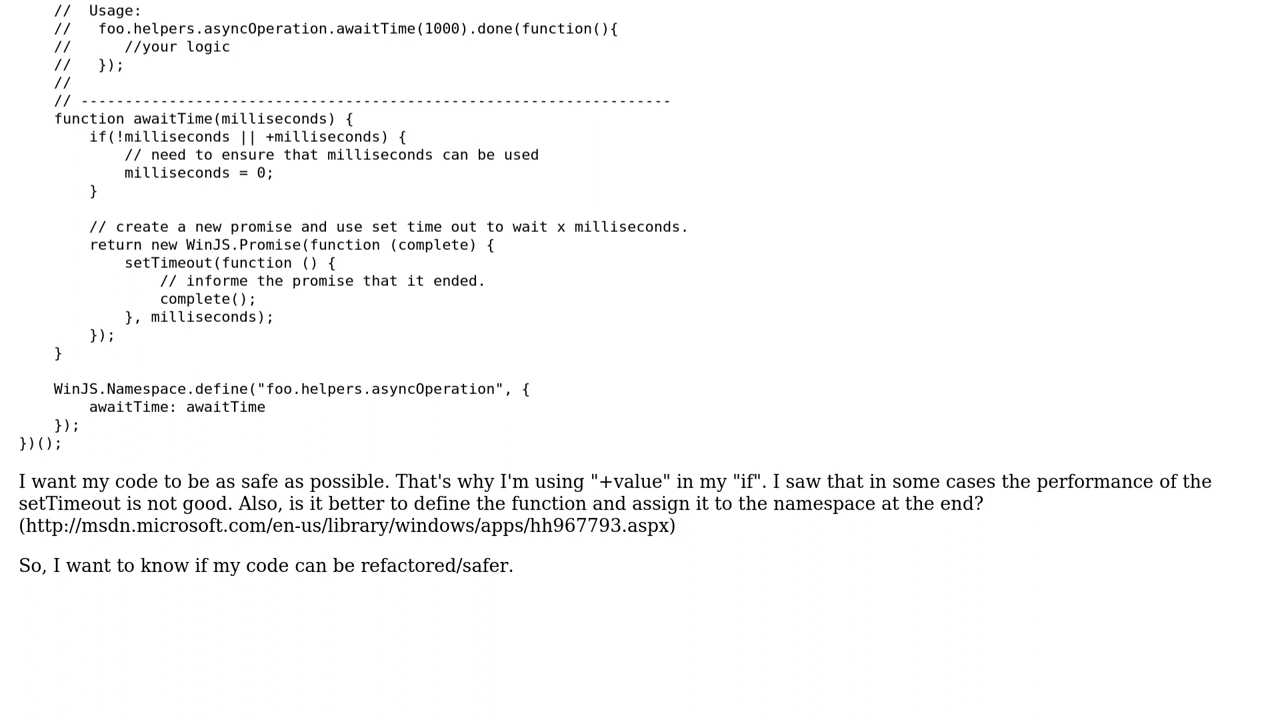 //  Usage:
//   foo.helpers.asyncOperation.awaitTime(1000).done(function(){
//      //your logic
//   });
//
// -------------------------------------------------------------------
function awaitTime(milliseconds) {
if(!milliseconds || +milliseconds) {
// need to ensure that milliseconds can be used
milliseconds = 0;
}
// create a new promise and use set time out to wait x milliseconds.
return new WinJS.Promise(function (complete) {
setTimeout(function () {
// informe the promise that it ended.
complete();
}, milliseconds);
});
}
WinJS.Namespace.define("foo.helpers.asyncOperation", {
awaitTime: awaitTime
});
})();
I want my code to be as safe as possible. That's why I'm using "+value" in my "if". I saw that in some cases the performance of the
setTimeout is not good. Also, is it better to define the function and assign it to the namespace at the end?
(http://msdn.microsoft.com/en-us/library/windows/apps/hh967793.aspx)
So, I want to know if my code can be refactored/safer.